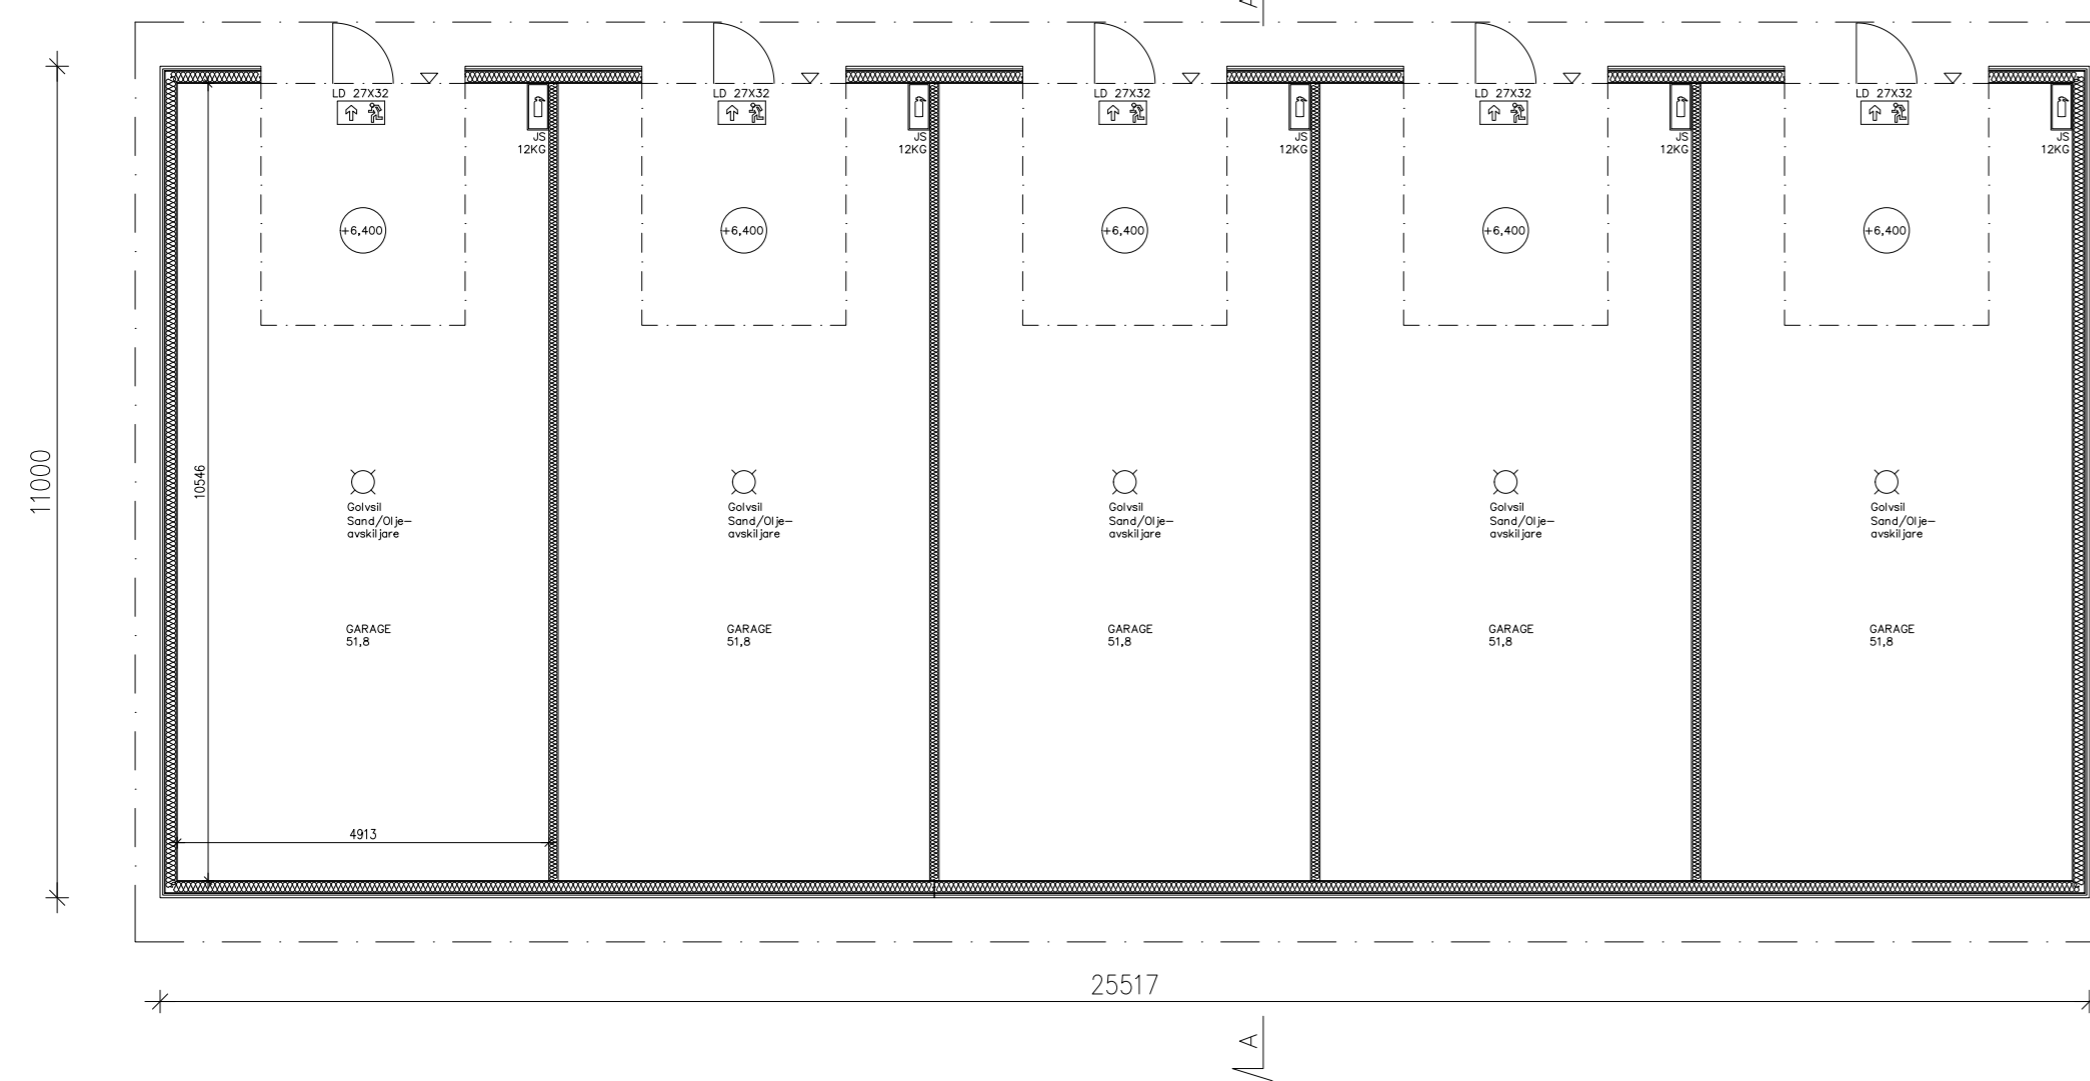 A
LD 27X32
LD 27X32
LD 27X32
LD 27X32
LD 27X32
JS
12KG
JS
12KG
JS
12KG
JS
12KG
JS
12KG
+6,400
+6,400
+6,400
+6,400
+6,400
11000
10546
Golvsil
Sand/Olje-
avskiljare
Golvsil
Sand/Olje-
avskiljare
Golvsil
Sand/Olje-
avskiljare
Golvsil
Sand/Olje-
avskiljare
Golvsil
Sand/Olje-
avskiljare
GARAGE
51,8
GARAGE
51,8
GARAGE
51,8
GARAGE
51,8
GARAGE
51,8
4913
25517
A